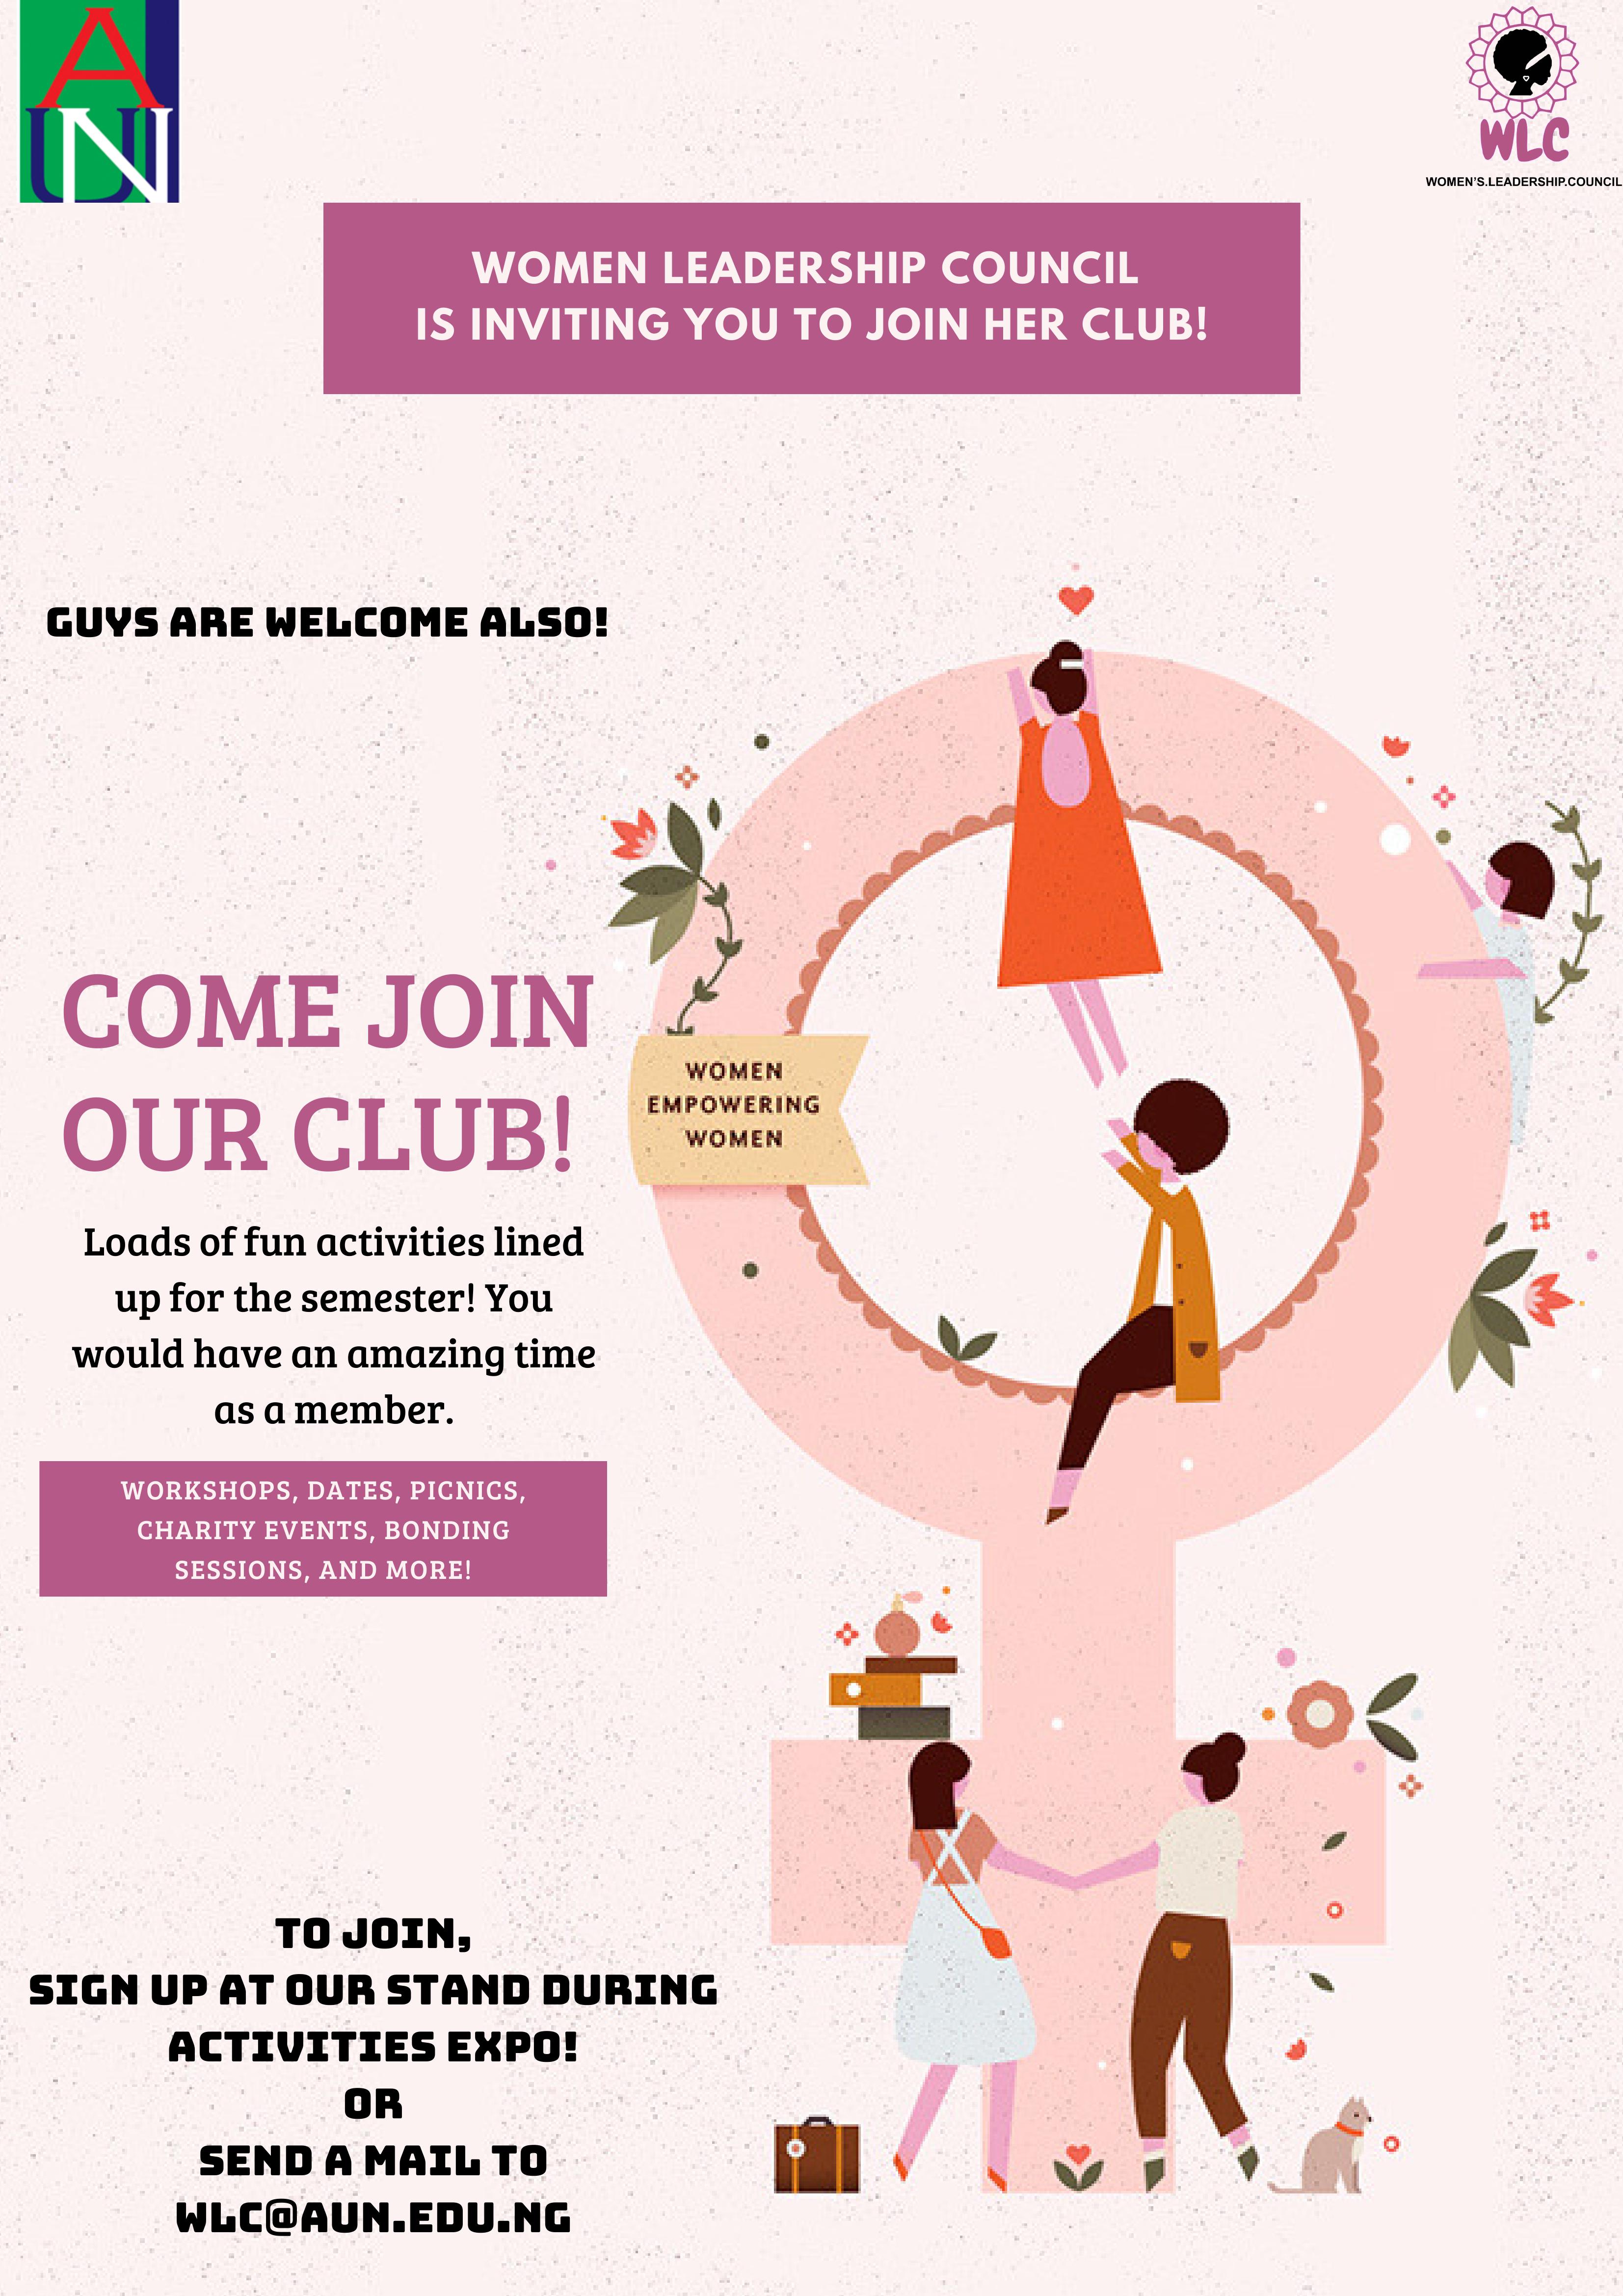 AUN
WLC
WOMEN'S.LEADERSHIP.COUNCIL
WOMEN LEADERSHIP COUNCIL
IS INVITING YOU TO JOIN HER CLUB!
GUYS ARE WELCOME ALSO!
COME JOIN
OUR CLUB!
WOMEN
EMPOWERING
WOMEN
Loads of fun activities lined
up for the semester! You
would have an amazing time
as a member.
WORKSHOPS, DATES, PICNICS,
CHARITY EVENTS, BONDING
SESSIONS, AND MORE!
TO JOIN,
SIGN UP AT OUR STAND DURING
ACTIVITIES EXPO!
OR
SEND A MAIL TO
WLC@AUN.EDU.NG